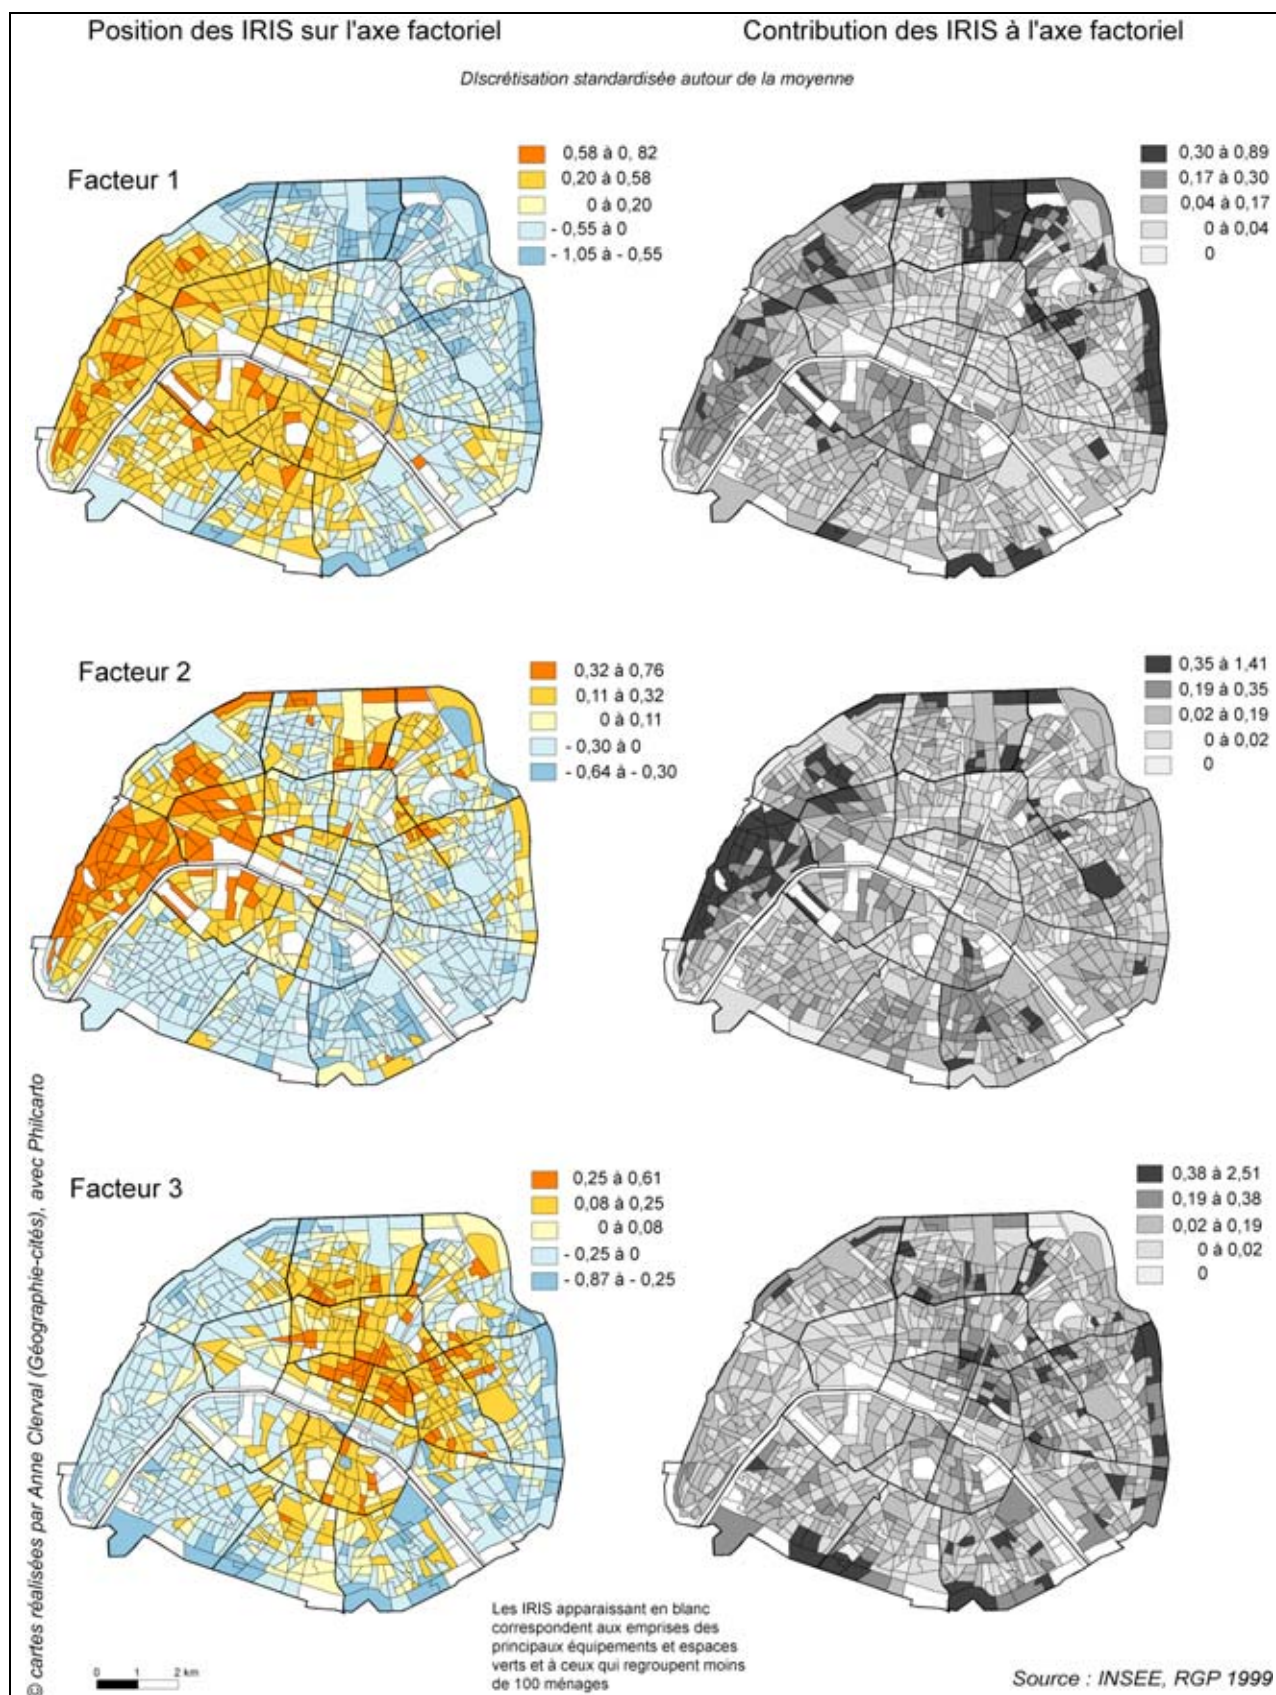 Position des IRIS sur l'axe factoriel
Contribution des IRIS à l'axe factoriel
DIscrétisation standardisée autour de la moyenne
Facteur 1
0,58 à 0, 82
0,20 à 0,58
0 à 0,20
- 0,55 à 0
- 1,05 à - 0,55
0,30 à 0,89
0,17 à 0,30
0,04 à 0,17
0 à 0,04
0
Facteur 2
0,32 à 0,76
0,11 à 0,32
0 à 0,11
- 0,30 à 0
- 0,64 à - 0,30
0,35 à 1,41
0,19 à 0,35
0,02 à 0,19
0 à 0,02
0
Facteur 3
0,25 à 0,61
0,08 à 0,25
0 à 0,08
- 0,25 à 0
- 0,87 à - 0,25
0,38 à 2,51
0,19 à 0,38
0,02 à 0,19
0 à 0,02
0
© cartes réalisées par Anne Clerval (Géographie-cités), avec Philcarto
0 1 2 km
Les IRIS apparaissant en blanc
correspondent aux emprises des
principaux équipements et espaces
verts et à ceux qui regroupent moins
de 100 ménages
Source : INSEE, RGP 1999